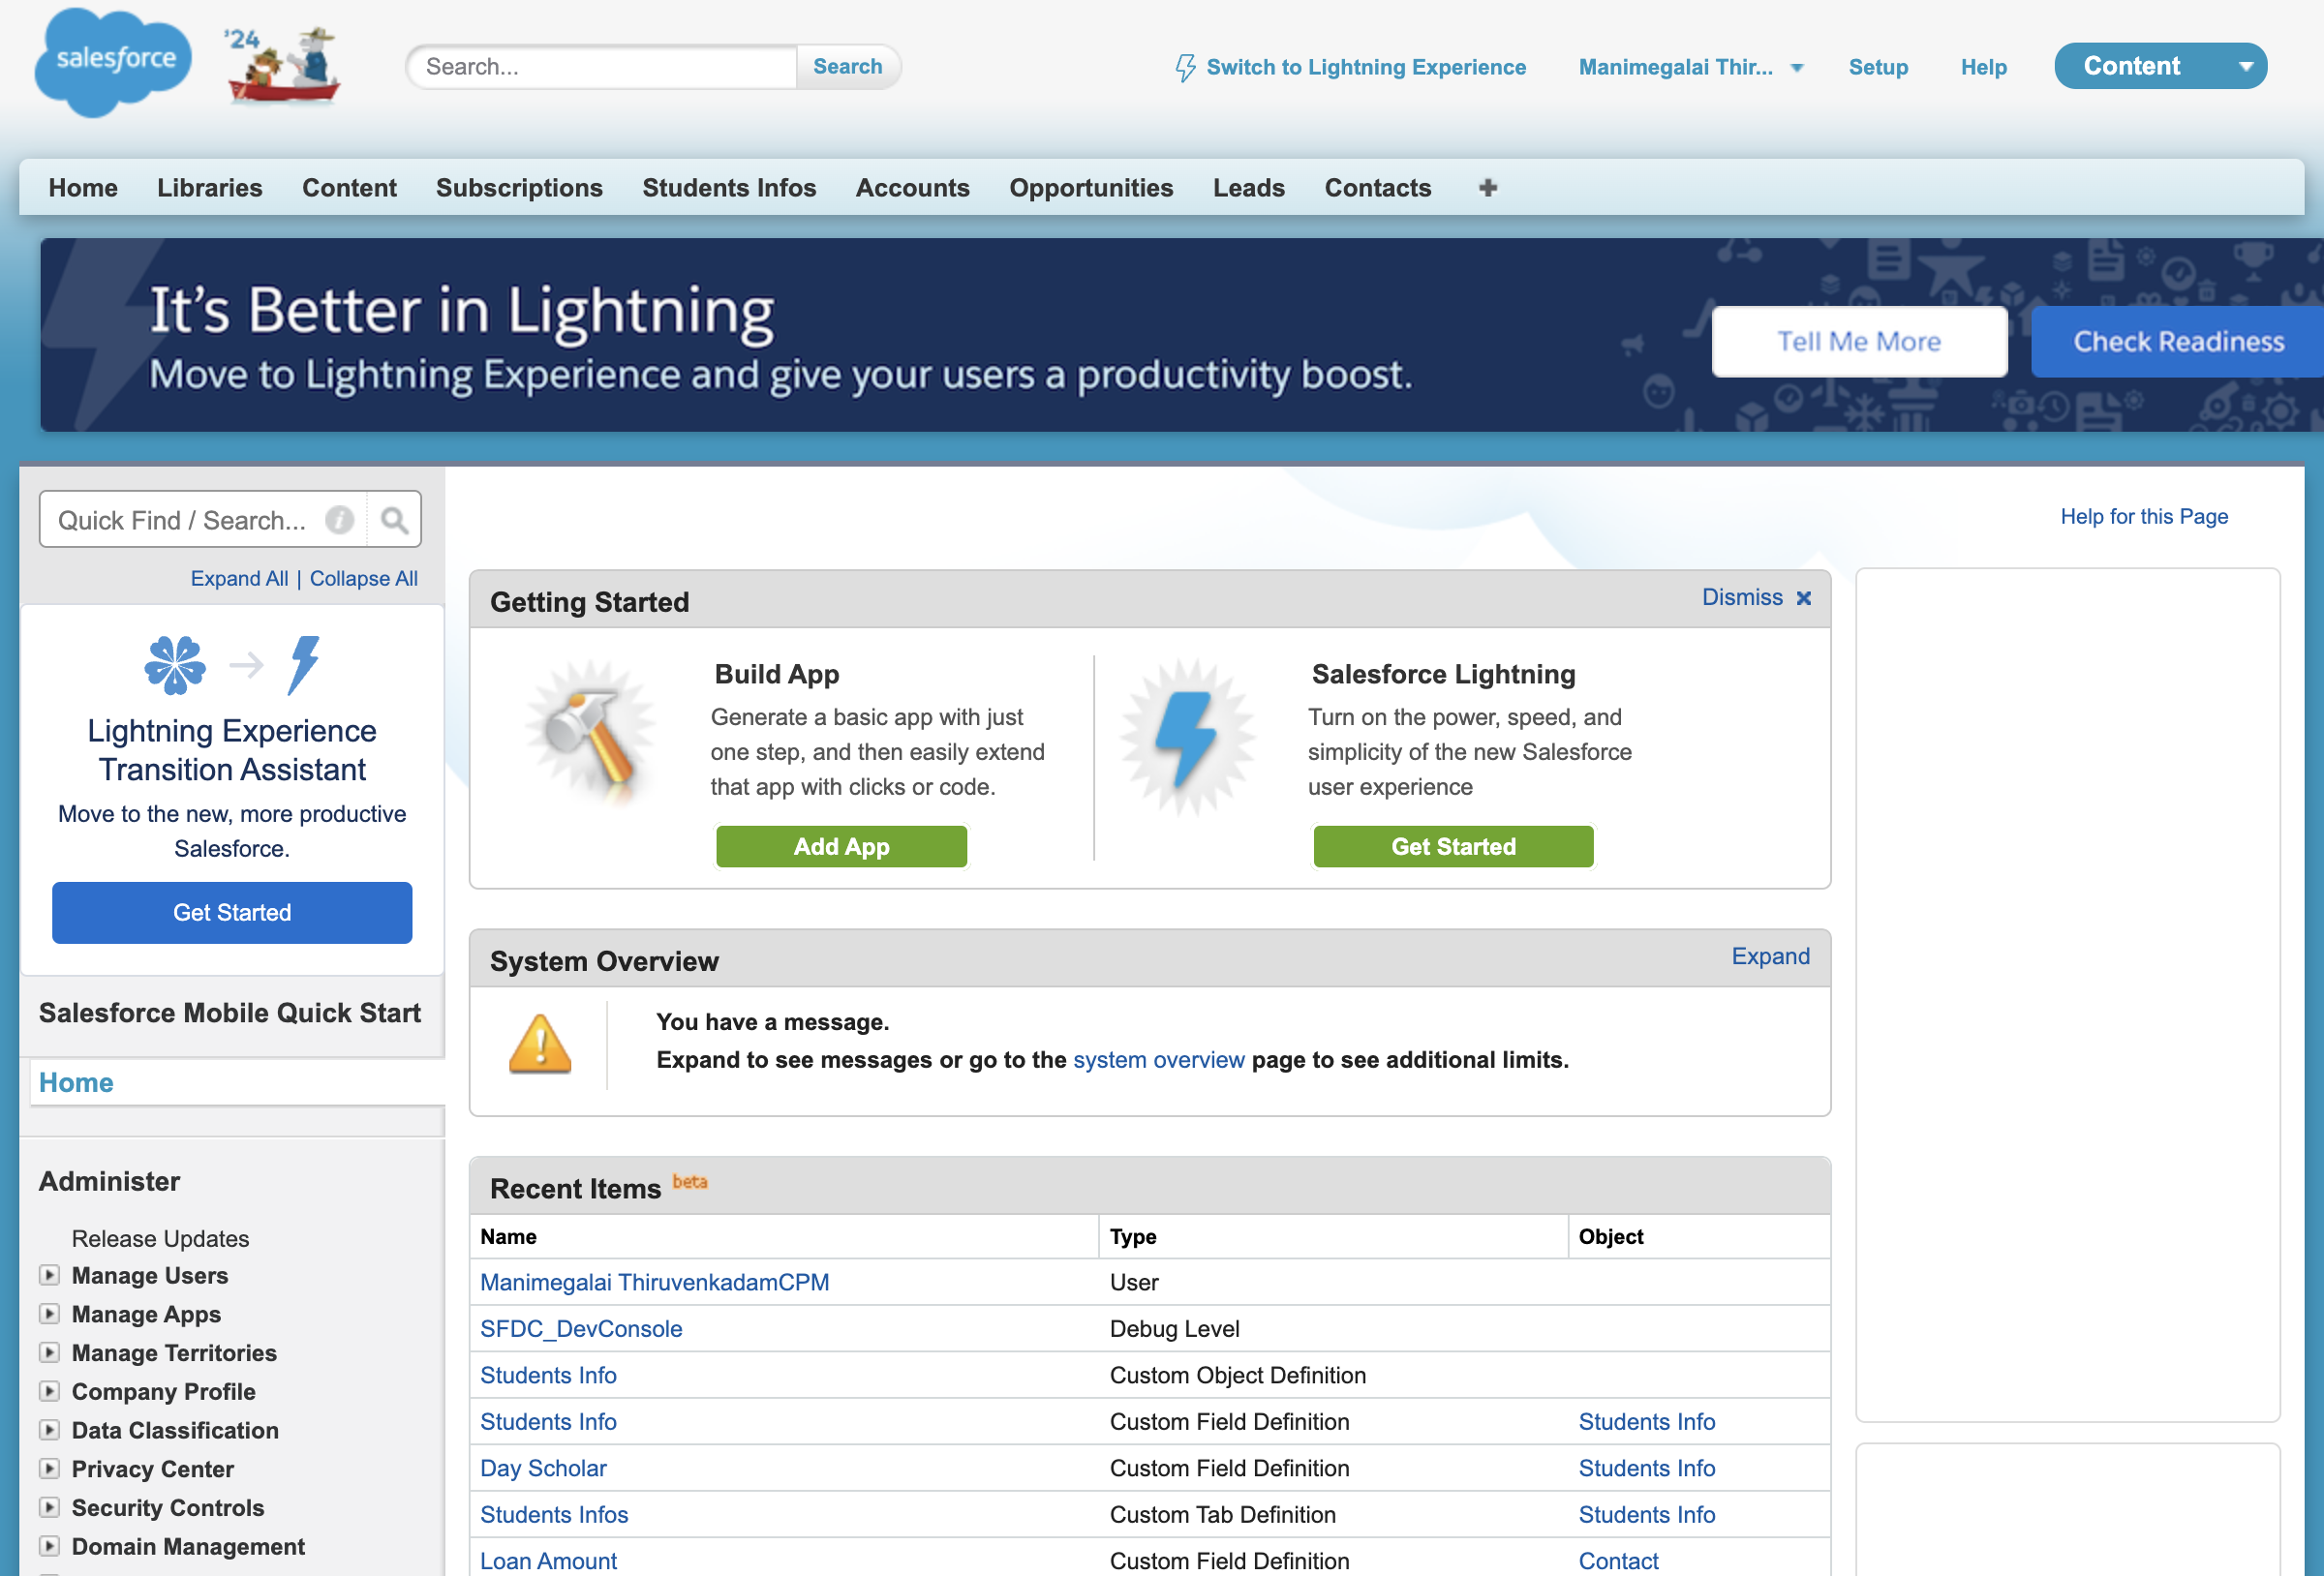 salesforce
'24
Search...
Search
Switch to Lightning Experience
Manimegalai Thir...
Setup
Help
Content
Home
Libraries
Content
Subscriptions
Students Infos
Accounts
Opportunities
Leads
Contacts
It's Better in Lightning
Move to Lightning Experience and give your users a productivity boost.
Tell Me More
Check Readiness
Quick Find / Search...
Expand All | Collapse All
Lightning Experience
Transition Assistant
Move to the new, more productive
Salesforce.
Get Started
Salesforce Mobile Quick Start
Home
Administer
Release Updates
Manage Users
Manage Apps
Manage Territories
Company Profile
Data Classification
Privacy Center
Security Controls
Domain Management
Help for this Page
Getting Started
Dismiss
Build App
Generate a basic app with just
one step, and then easily extend
that app with clicks or code.
Add App
Salesforce Lightning
Turn on the power, speed, and
simplicity of the new Salesforce
user experience
Get Started
System Overview
Expand
You have a message.
Expand to see messages or go to the system overview page to see additional limits.
Recent Items beta
Name Type Object
Manimegalai ThiruvenkadamCPM User
SFDC_DevConsole Debug Level
Students Info Custom Object Definition
Students Info Custom Field Definition Students Info
Day Scholar Custom Field Definition Students Info
Students Infos Custom Tab Definition Students Info
Loan Amount Custom Field Definition Contact